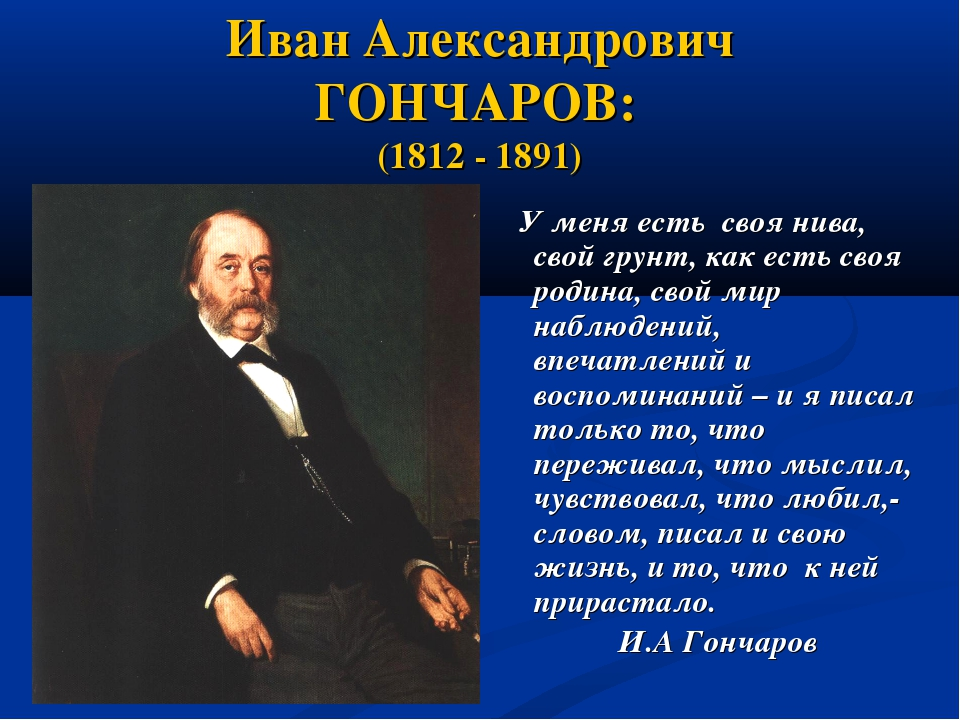 Иван Александрович
ГОНЧАРОВ:
(1812 - 1891)
У меня есть своя нива,
свой грунт, как есть своя
родина, свой мир
наблюдений,
впечатлений и
воспоминаний – и я писал
только то, что
переживал, что мыслил,
чувствовал, что любил,-
словом, писал и свою
жизнь, и то, что к ней
прирастало.
И.А Гончаров